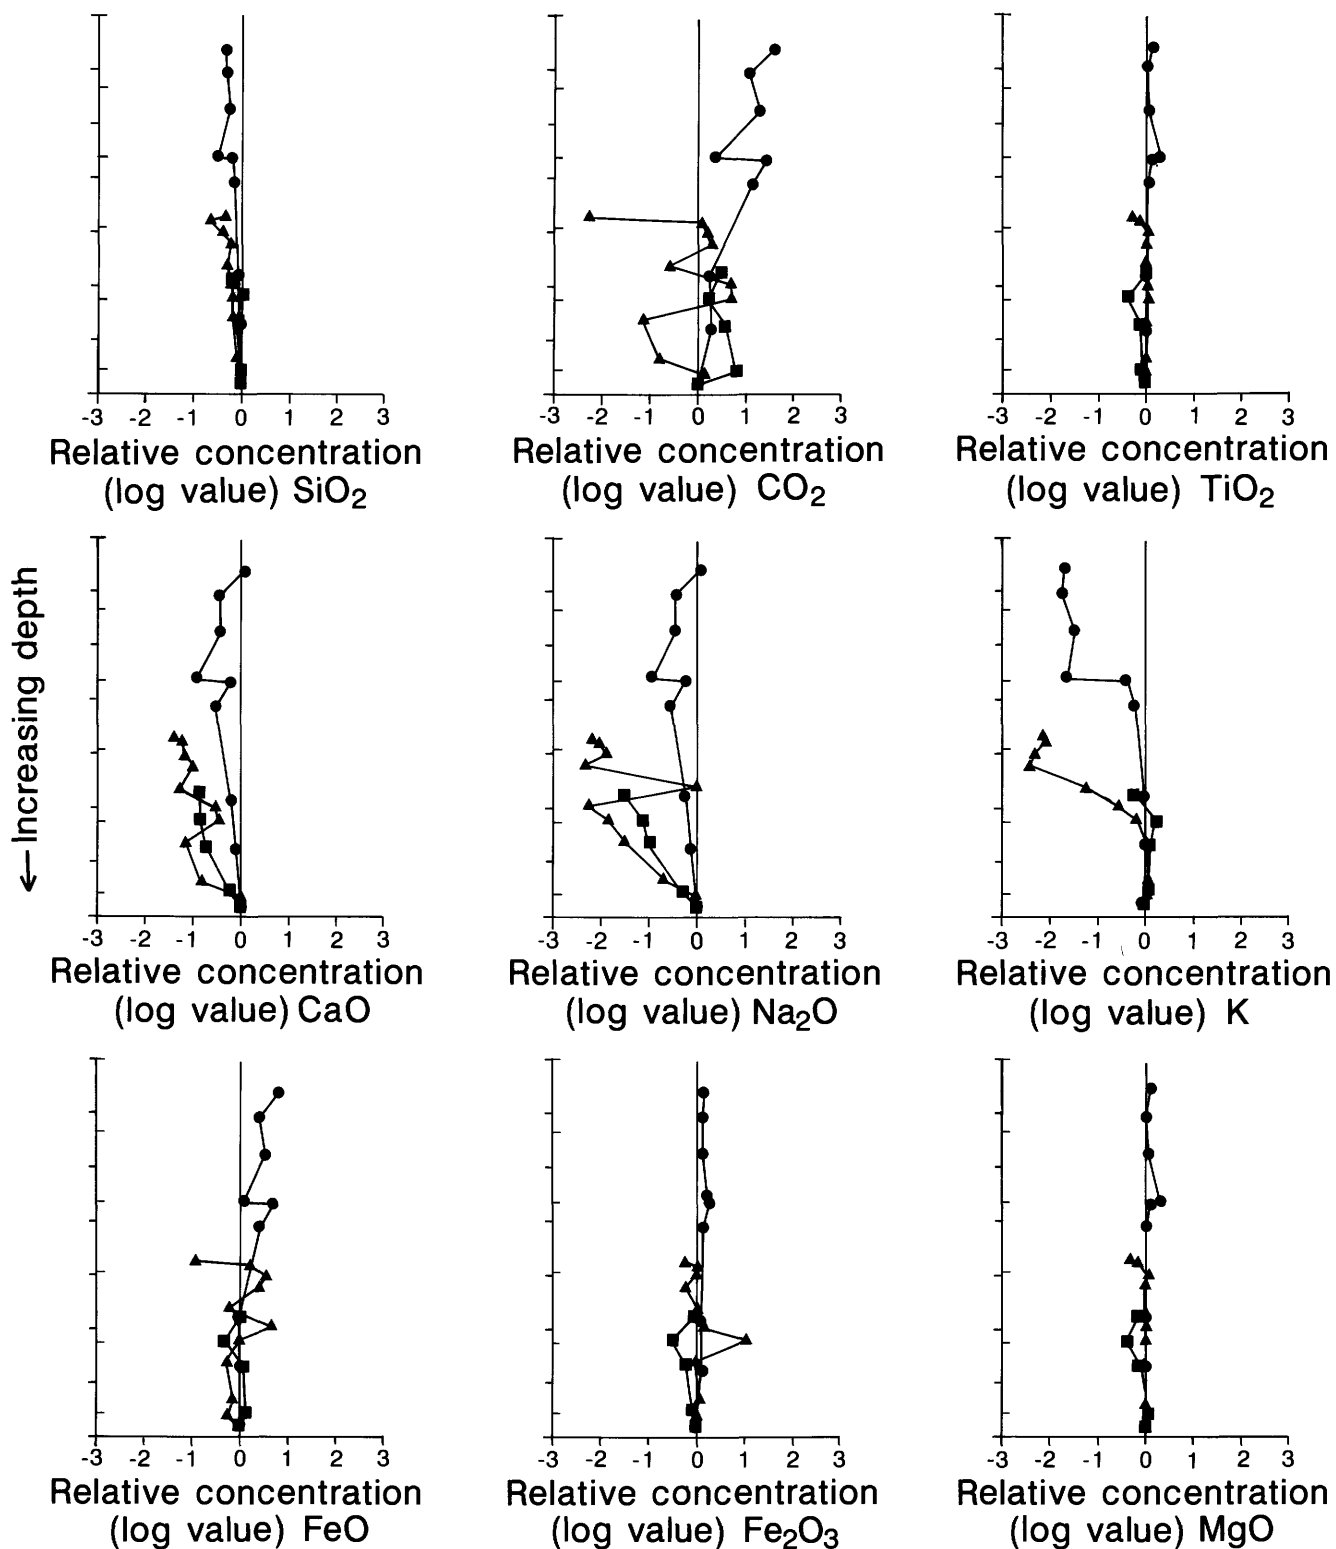 -3 -2 -1 0 1 2 3
Relative concentration
(log value) SiO₂
-3 -2 -1 0 1 2 3
Relative concentration
(log value) CO₂
-3 -2 -1 0 1 2 3
Relative concentration
(log value) TiO₂
←Increasing depth
-3 -2 -1 0 1 2 3
Relative concentration
(log value) CaO
-3 -2 -1 0 1 2 3
Relative concentration
(log value) Na₂O
-3 -2 -1 0 1 2 3
Relative concentration
(log value) K
-3 -2 -1 0 1 2 3
Relative concentration
(log value) FeO
-3 -2 -1 0 1 2 3
Relative concentration
(log value) Fe₂O₃
-3 -2 -1 0 1 2 3
Relative concentration
(log value) MgO